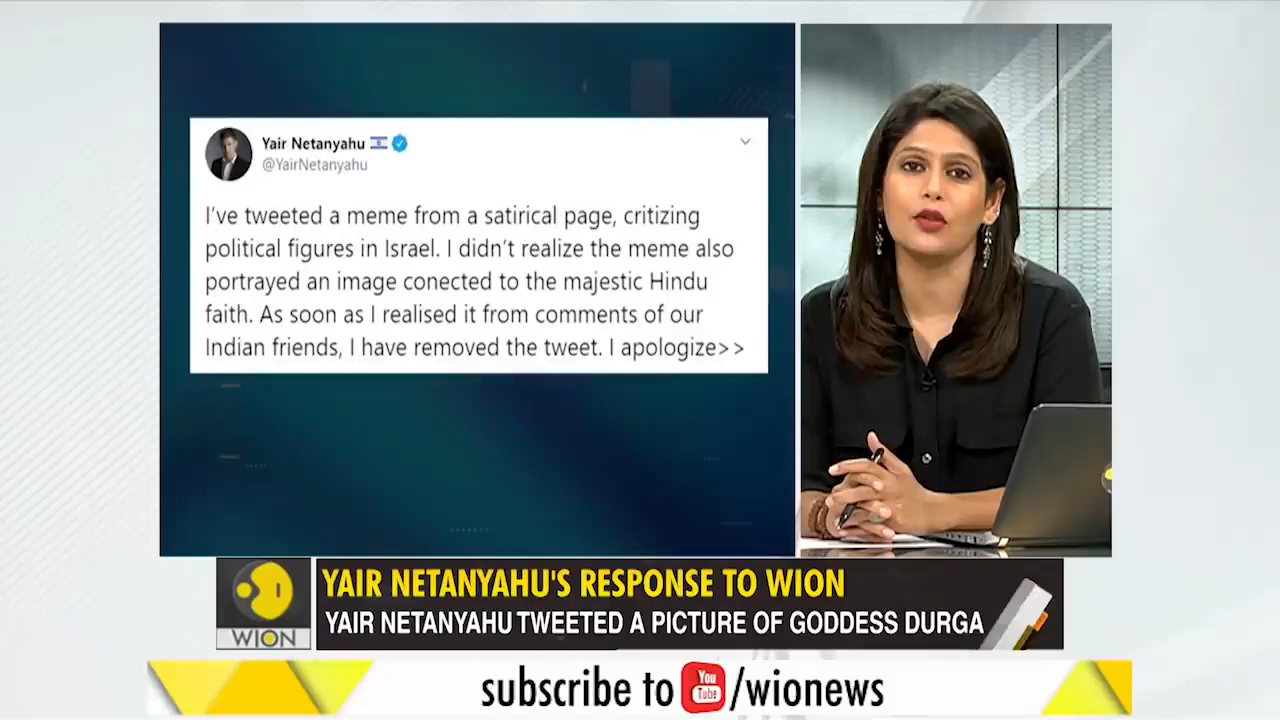 Yair Netanyahu
@YairNetanyahu
I've tweeted a meme from a satirical page, critizing
political figures in Israel. I didn't realize the meme also
portrayed an image conected to the majestic Hindu
faith. As soon as I realised it from comments of our
Indian friends, I have removed the tweet. I apologize>>
YAIR NETANYAHU'S RESPONSE TO WION
YAIR NETANYAHU TWEETED A PICTURE OF GODDESS DURGA
WION
subscribe to You Tube /wionews